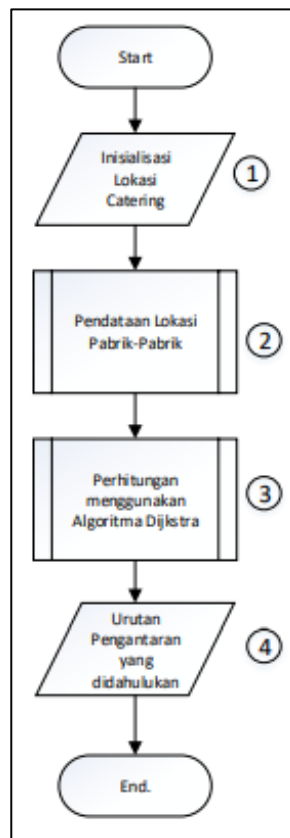 Start
Inisialisasi
Lokasi
Catering
1
Pendataan Lokasi
Pabrik-Pabrik
2
Perhitungan
menggunakan
Algoritma Dijkstra
3
Urutan
Pengantaran
yang
didahulukan
4
End.